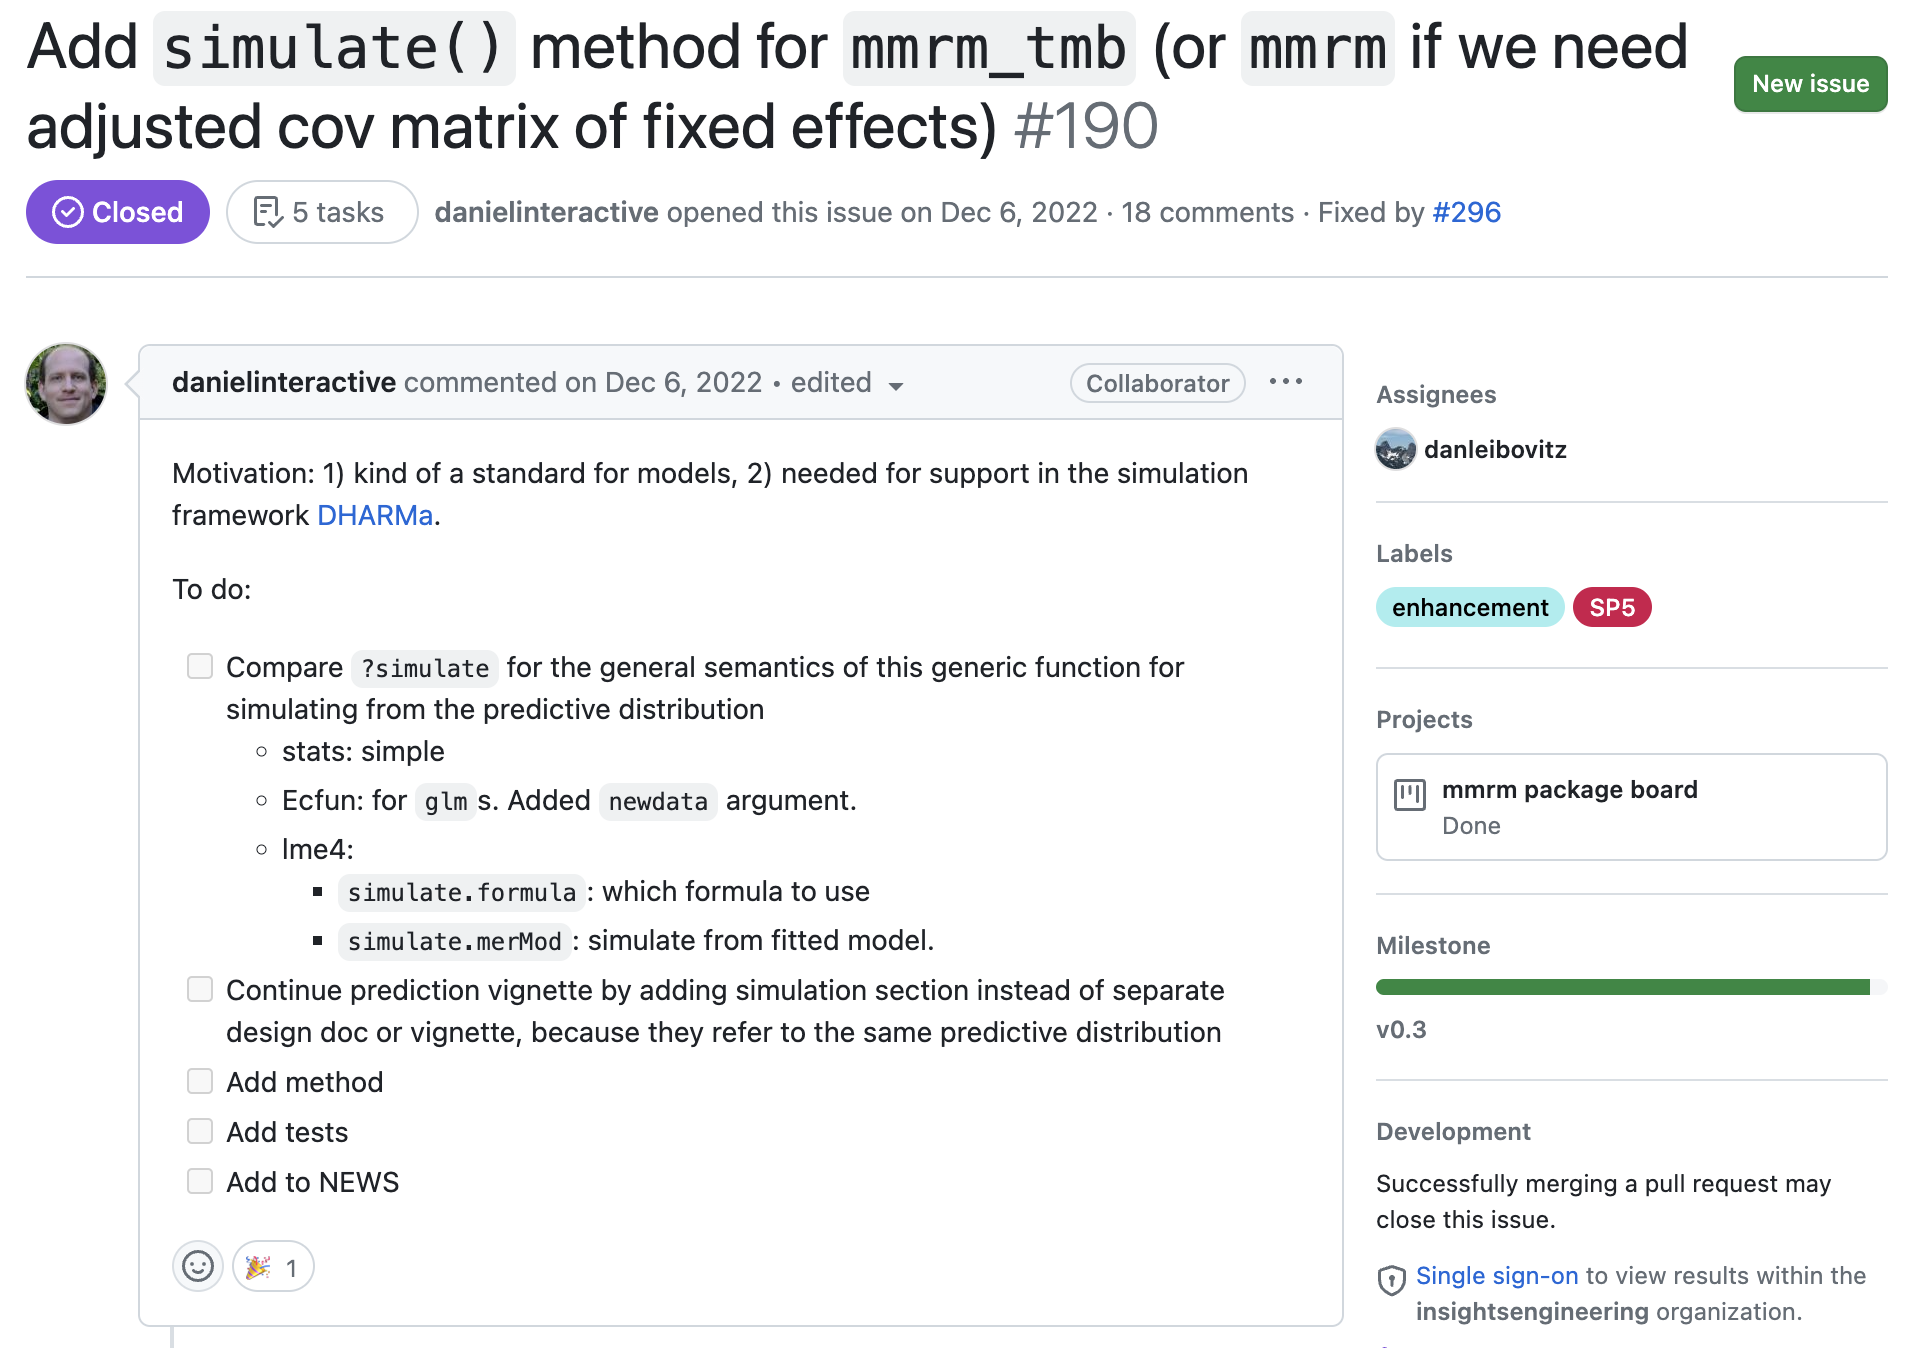 Add simulate() method for mmrm_tmb (or mmrm if we need
adjusted cov matrix of fixed effects) #190
New issue
Closed
5 tasks
danielinteractive opened this issue on Dec 6, 2022 · 18 comments · Fixed by #296
danielinteractive commented on Dec 6, 2022 • edited
Collaborator
Motivation: 1) kind of a standard for models, 2) needed for support in the simulation
framework DHARMa.
To do:
Compare ?simulate for the general semantics of this generic function for
simulating from the predictive distribution
stats: simple
Ecfun: for glm s. Added newdata argument.
lme4:
simulate.formula : which formula to use
simulate.merMod : simulate from fitted model.
Continue prediction vignette by adding simulation section instead of separate
design doc or vignette, because they refer to the same predictive distribution
Add method
Add tests
Add to NEWS
1
Assignees
danleibovitz
Labels
enhancement
SP5
Projects
mmrm package board
Done
Milestone
v0.3
Development
Successfully merging a pull request may
close this issue.
Single sign-on to view results within the
insightsengineering organization.